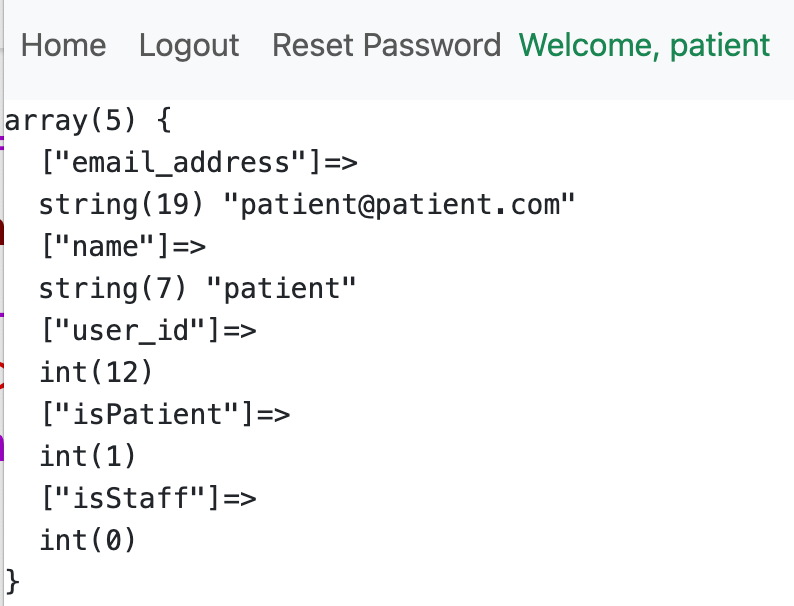 Home Logout Reset Password Welcome, patient
array(5) {
  ["email_address"]=>
  string(19) "patient@patient.com"
  ["name"]=>
  string(7) "patient"
  ["user_id"]=>
  int(12)
  ["isPatient"]=>
  int(1)
  ["isStaff"]=>
  int(0)
}